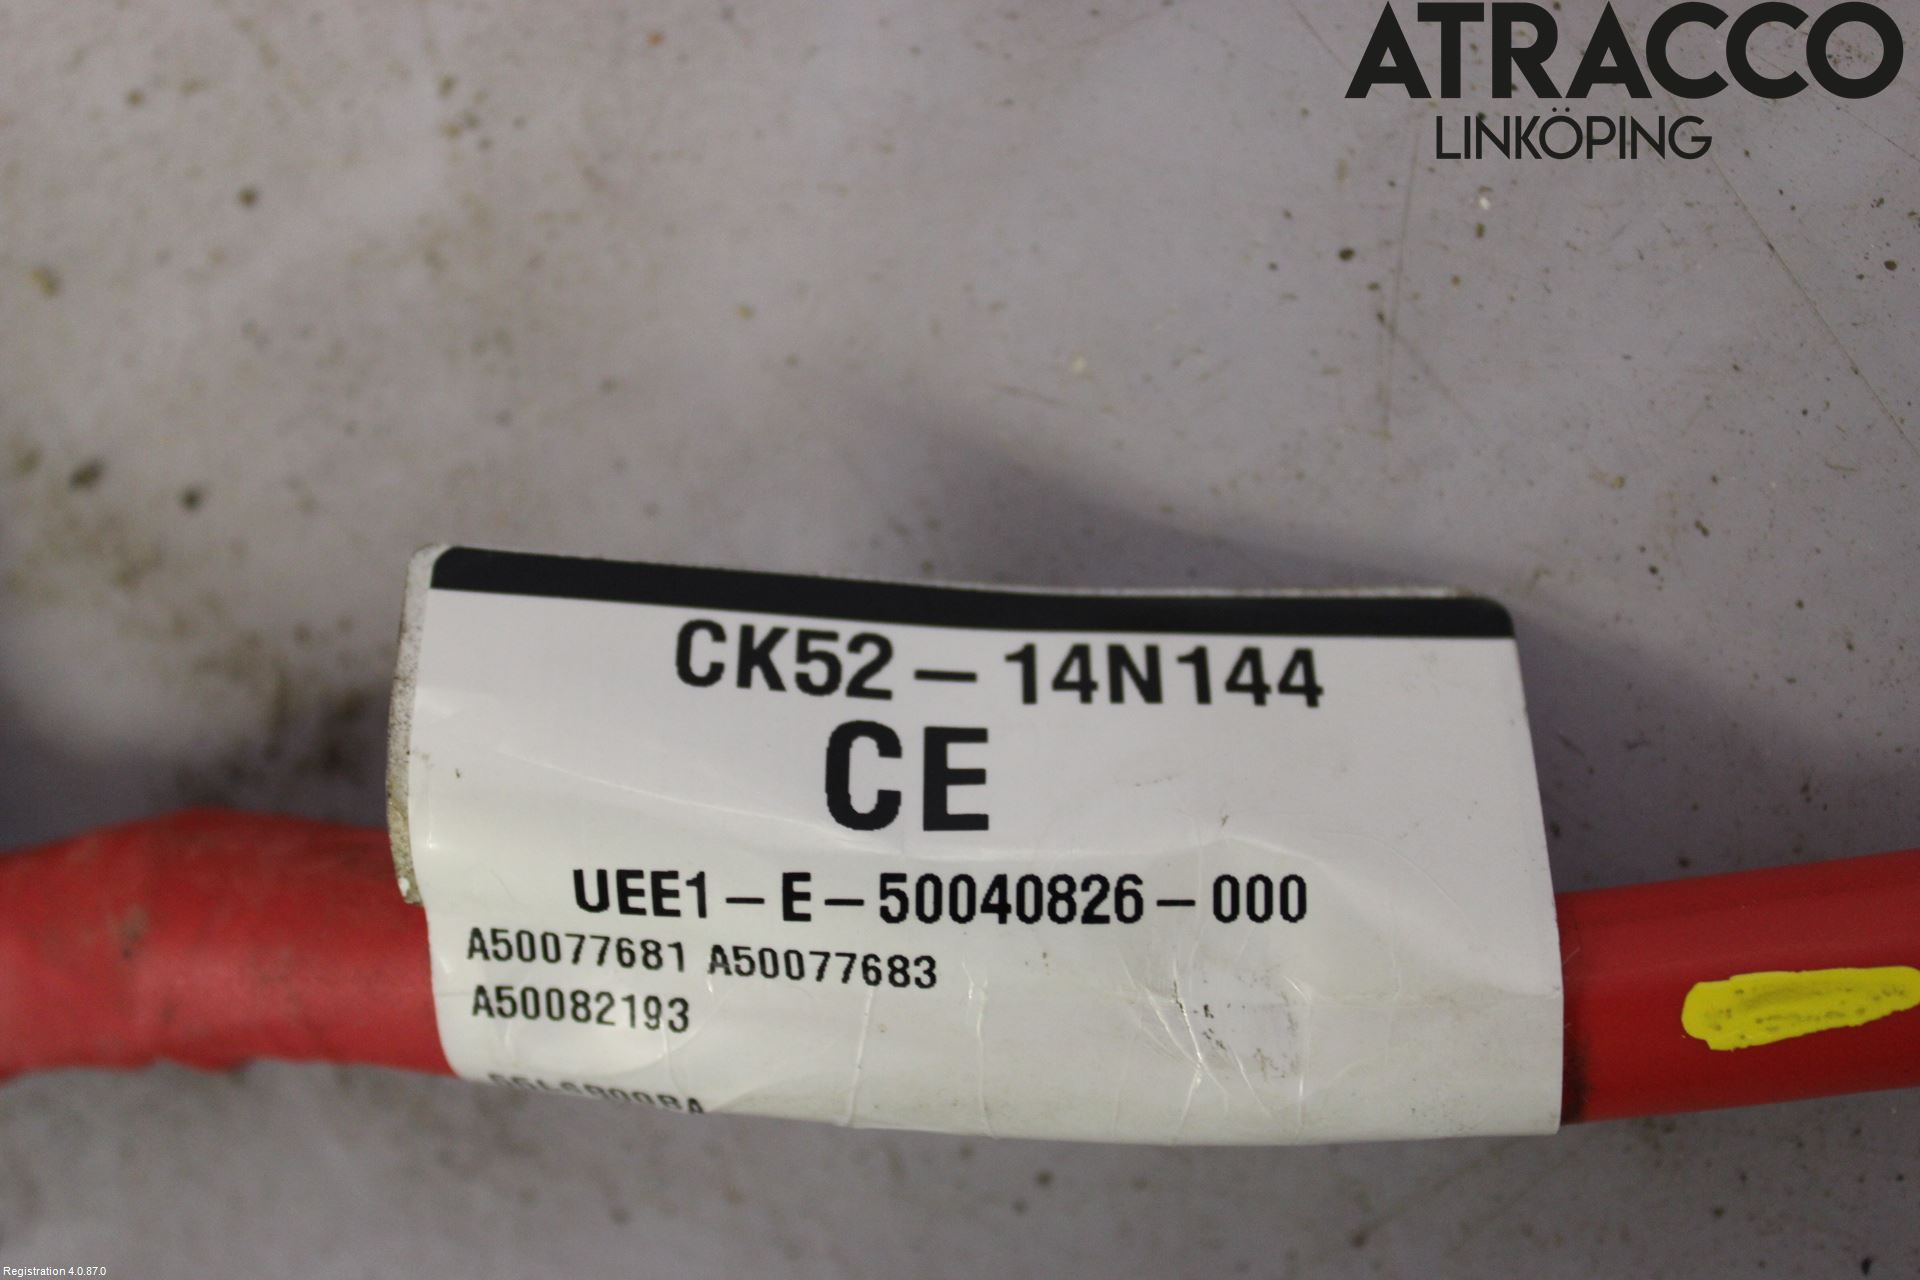 ATRACCO
LINKÖPING
CK52-14N144
CE
UEE1-E-50040826-000
A50077681 A50077683
A50082193
Registration 4.0.87.0